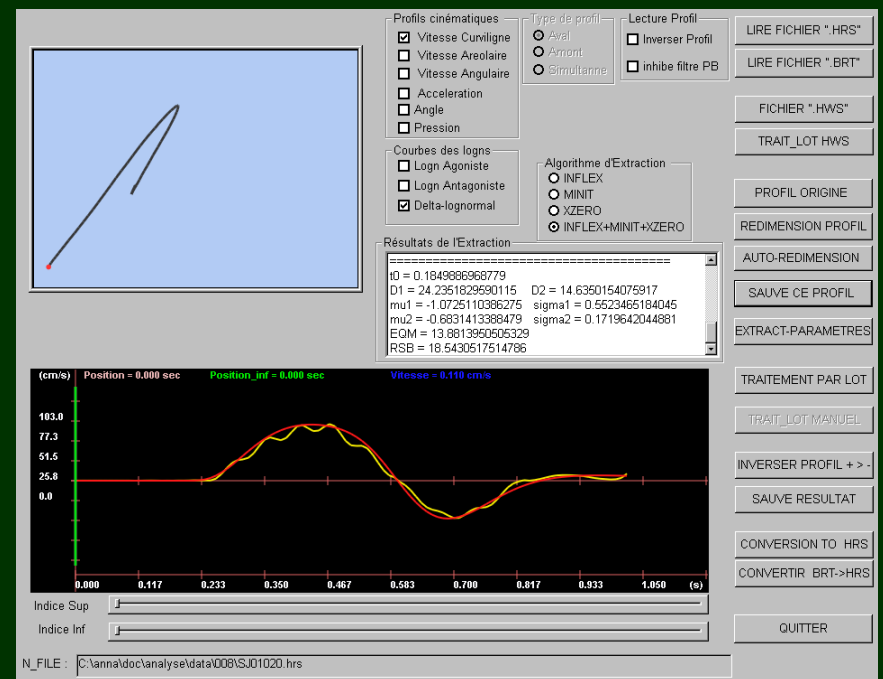 Profils cinématiques
Vitesse Curviligne
Vitesse Areolaire
Vitesse Angulaire
Acceleration
Angle
Pression
Type de profil
Aval
Amont
Simultanne
Lecture Profil
Inverser Profil
inhibe filtre PB
Courbes des logns
Logn Agoniste
Logn Antagoniste
Delta-lognormal
Algorithme d'Extraction
INFLEX
MINIT
XZERO
INFLEX+MINIT+XZERO
Résultats de l'Extraction
=======================================
t0 = 0.1849886968779
D1 = 24.2351829590115 D2 = 14.6350154075917
mu1 = -1.0725110386275 sigma1 = 0.5523465184045
mu2 = -0.6831413388479 sigma2 = 0.1719642044881
EQM = 13.8813950505329
RSB = 18.5430517514786
LIRE FICHIER ".HRS"
LIRE FICHIER ".BRT"
FICHIER ".HWS"
TRAIT_LOT HWS
PROFIL ORIGINE
REDIMENSION PROFIL
AUTO-REDIMENSION
SAUVE CE PROFIL
EXTRACT-PARAMETRES
TRAITEMENT PAR LOT
TRAIT_LOT MANUEL
INVERSER PROFIL + > -
SAUVE RESULTAT
CONVERSION TO HRS
CONVERTIR BRT->HRS
QUITTER
(cm/s) Position = 0.000 sec Position_inf = 0.000 sec Vitesse = 0.110 cm/s
103.0
77.3
51.5
25.8
0.0
0.000 0.117 0.233 0.350 0.467 0.583 0.700 0.817 0.933 1.050 (s)
Indice Sup
Indice Inf
N_FILE : C:\anna\doc\analyse\data\008\SJ01020.hrs